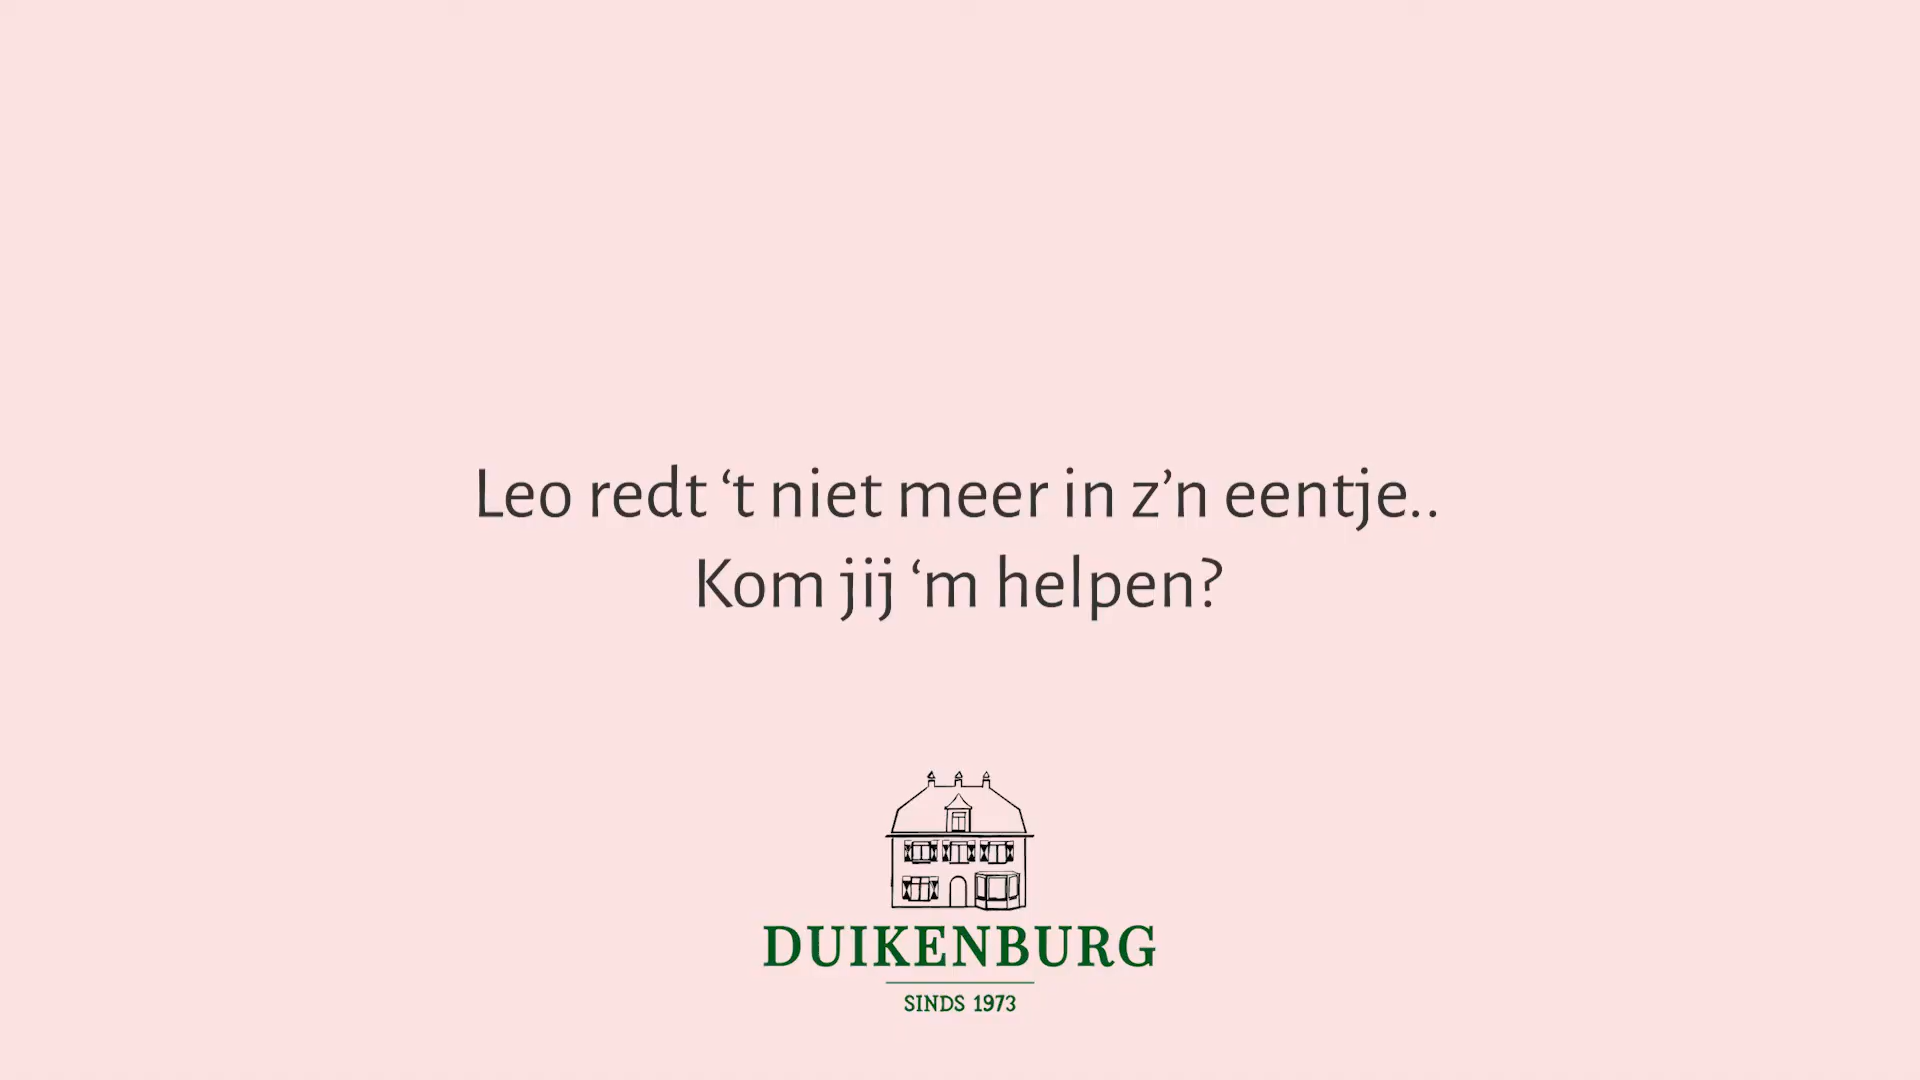 Leo redt ‘t niet meer in z’n eentje..
Kom jij ‘m helpen?
DUIKENBURG
SINDS 1973